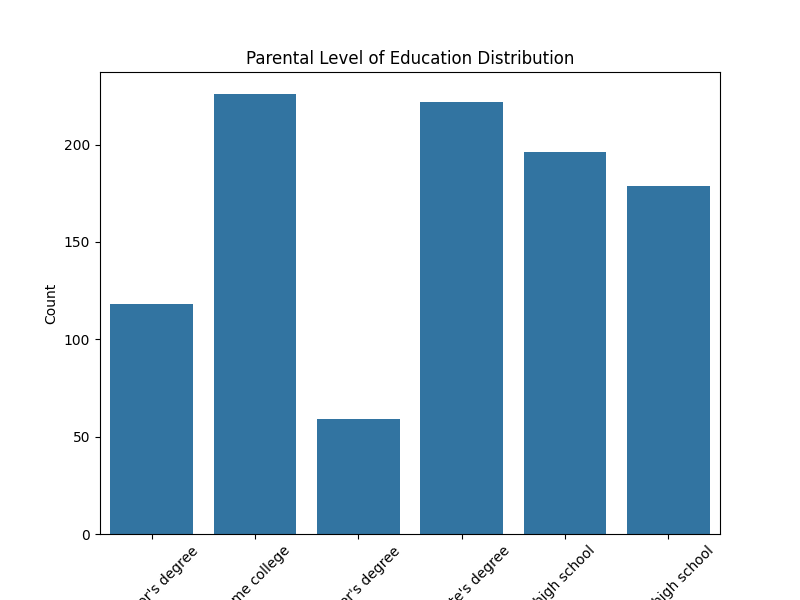 Parental Level of Education Distribution
Count
200
150
100
50
0
degree
college
degree
degree
high school
high school